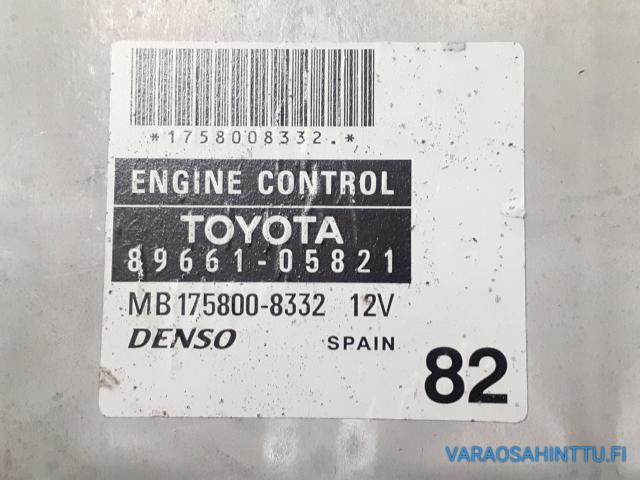 *1758008332.*
ENGINE CONTROL
TOYOTA
89661-05821
MB175800-8332 12V
DENSO SPAIN
82
VARAOSAHINTTU.FI